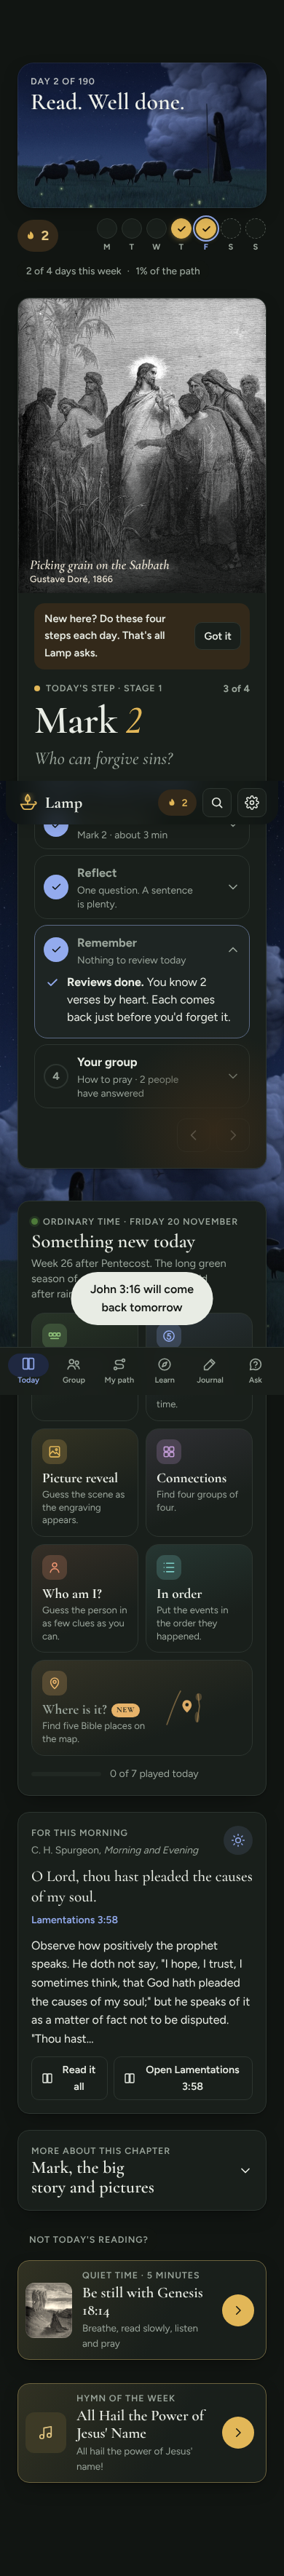 DAY 2 OF 190
Read. Well done.
2
M T W T F S S
2 of 4 days this week · 1% of the path
Picking grain on the Sabbath
Gustave Doré, 1866
New here? Do these four
steps each day. That's all
Lamp asks.
Got it
TODAY'S STEP · STAGE 1
3 of 4
Mark 2
Who can forgive sins?
Lamp
2
Mark 2 · about 3 min
Reflect
One question. A sentence
is plenty.
Remember
Nothing to review today
Reviews done. You know 2
verses by heart. Each comes
back just before you'd forget it.
4
Your group
How to pray · 2 people
have answered
ORDINARY TIME · FRIDAY 20 NOVEMBER
Something new today
Week 26 after Pentecost. The long green
season of
after rain
John 3:16 will come
back tomorrow
Today
Group
My path
Learn
Journal
Ask
time.
Picture reveal
Guess the scene as
the engraving
appears.
Connections
Find four groups of
four.
Who am I?
Guess the person in
as few clues as you
can.
In order
Put the events in
the order they
happened.
Where is it? NEW
Find five Bible places on
the map.
0 of 7 played today
FOR THIS MORNING
C. H. Spurgeon, Morning and Evening
O Lord, thou hast pleaded the causes
of my soul.
Lamentations 3:58
Observe how positively the prophet
speaks. He doth not say, "I hope, I trust, I
sometimes think, that God hath pleaded
the causes of my soul;" but he speaks of it
as a matter of fact not to be disputed.
"Thou hast...
Read it
all
Open Lamentations
3:58
MORE ABOUT THIS CHAPTER
Mark, the big
story and pictures
NOT TODAY'S READING?
QUIET TIME · 5 MINUTES
Be still with Genesis
18:14
Breathe, read slowly, listen
and pray
HYMN OF THE WEEK
All Hail the Power of
Jesus' Name
All hail the power of Jesus'
name!